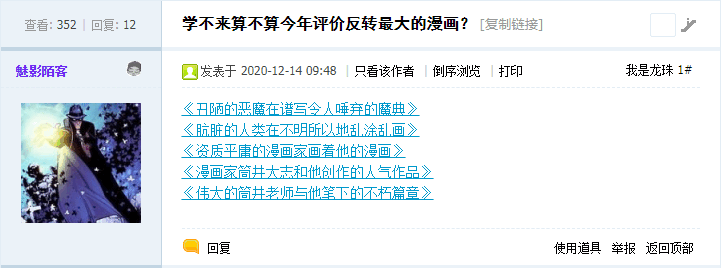 查看: 352 | 回复: 12
学不来算不算今年评价反转最大的漫画? [复制链接]
魅影陌客
发表于 2020-12-14 09:48 | 只看该作者 | 倒序浏览 | 打印
我是龙珠 1#
《丑陋的恶魔在谱写令人唾弃的魔典》
《肮脏的人类在不明所以地乱涂乱画》
《资质平庸的漫画家画着他的漫画》
《漫画家筒井大志和他创作的人气作品》
《伟大的筒井老师与他笔下的不朽篇章》
回复
使用道具 举报 返回顶部